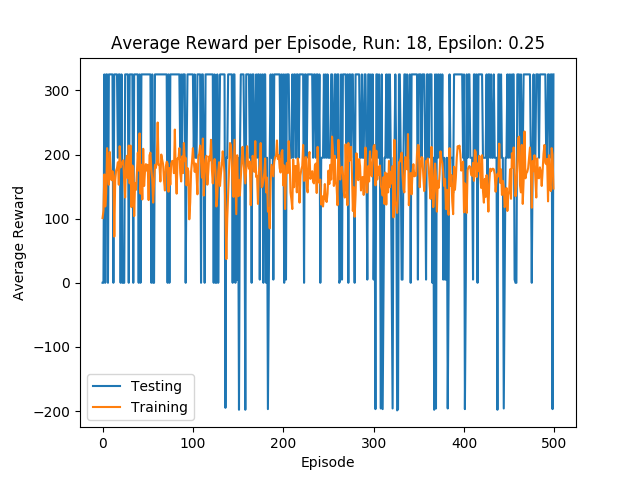 Average Reward per Episode, Run: 18, Epsilon: 0.25
300
200
100
0
−100
−200
Average Reward
Testing
Training
0 100 200 300 400 500
Episode